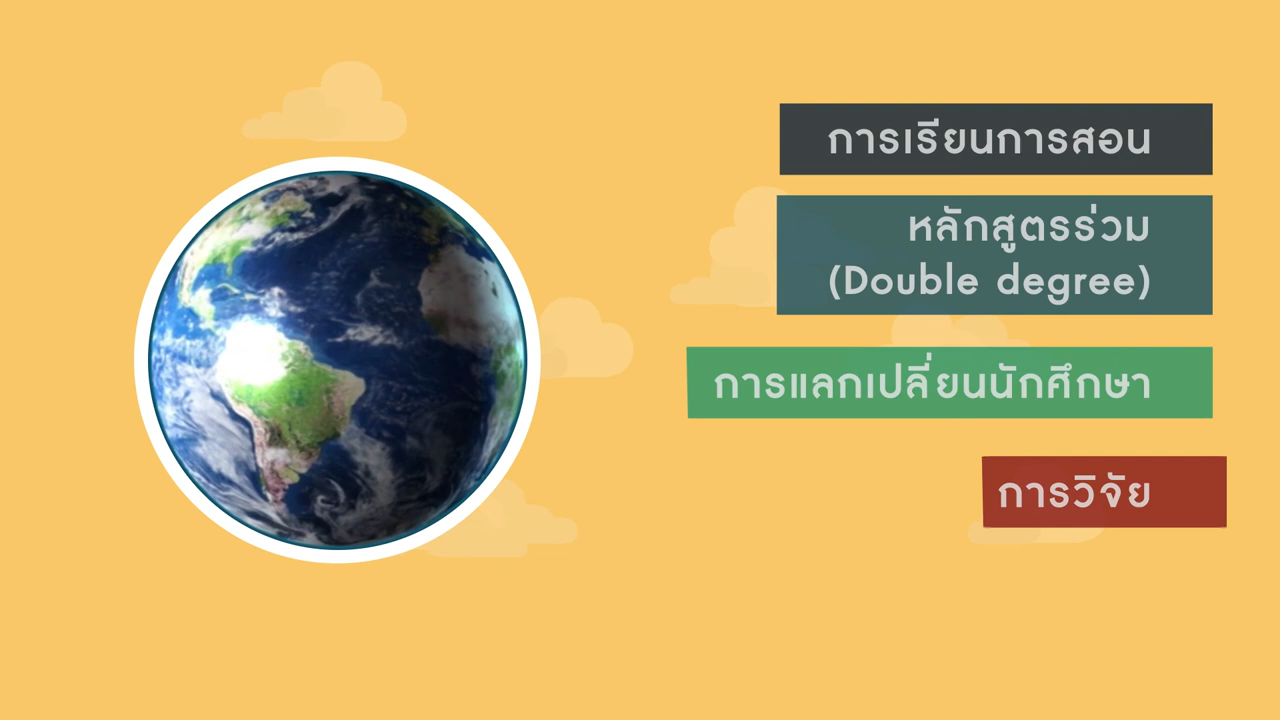 การเรียนการสอน
หลักสูตรร่วม
(Double degree)
การแลกเปลี่ยนนักศึกษา
การวิจัย